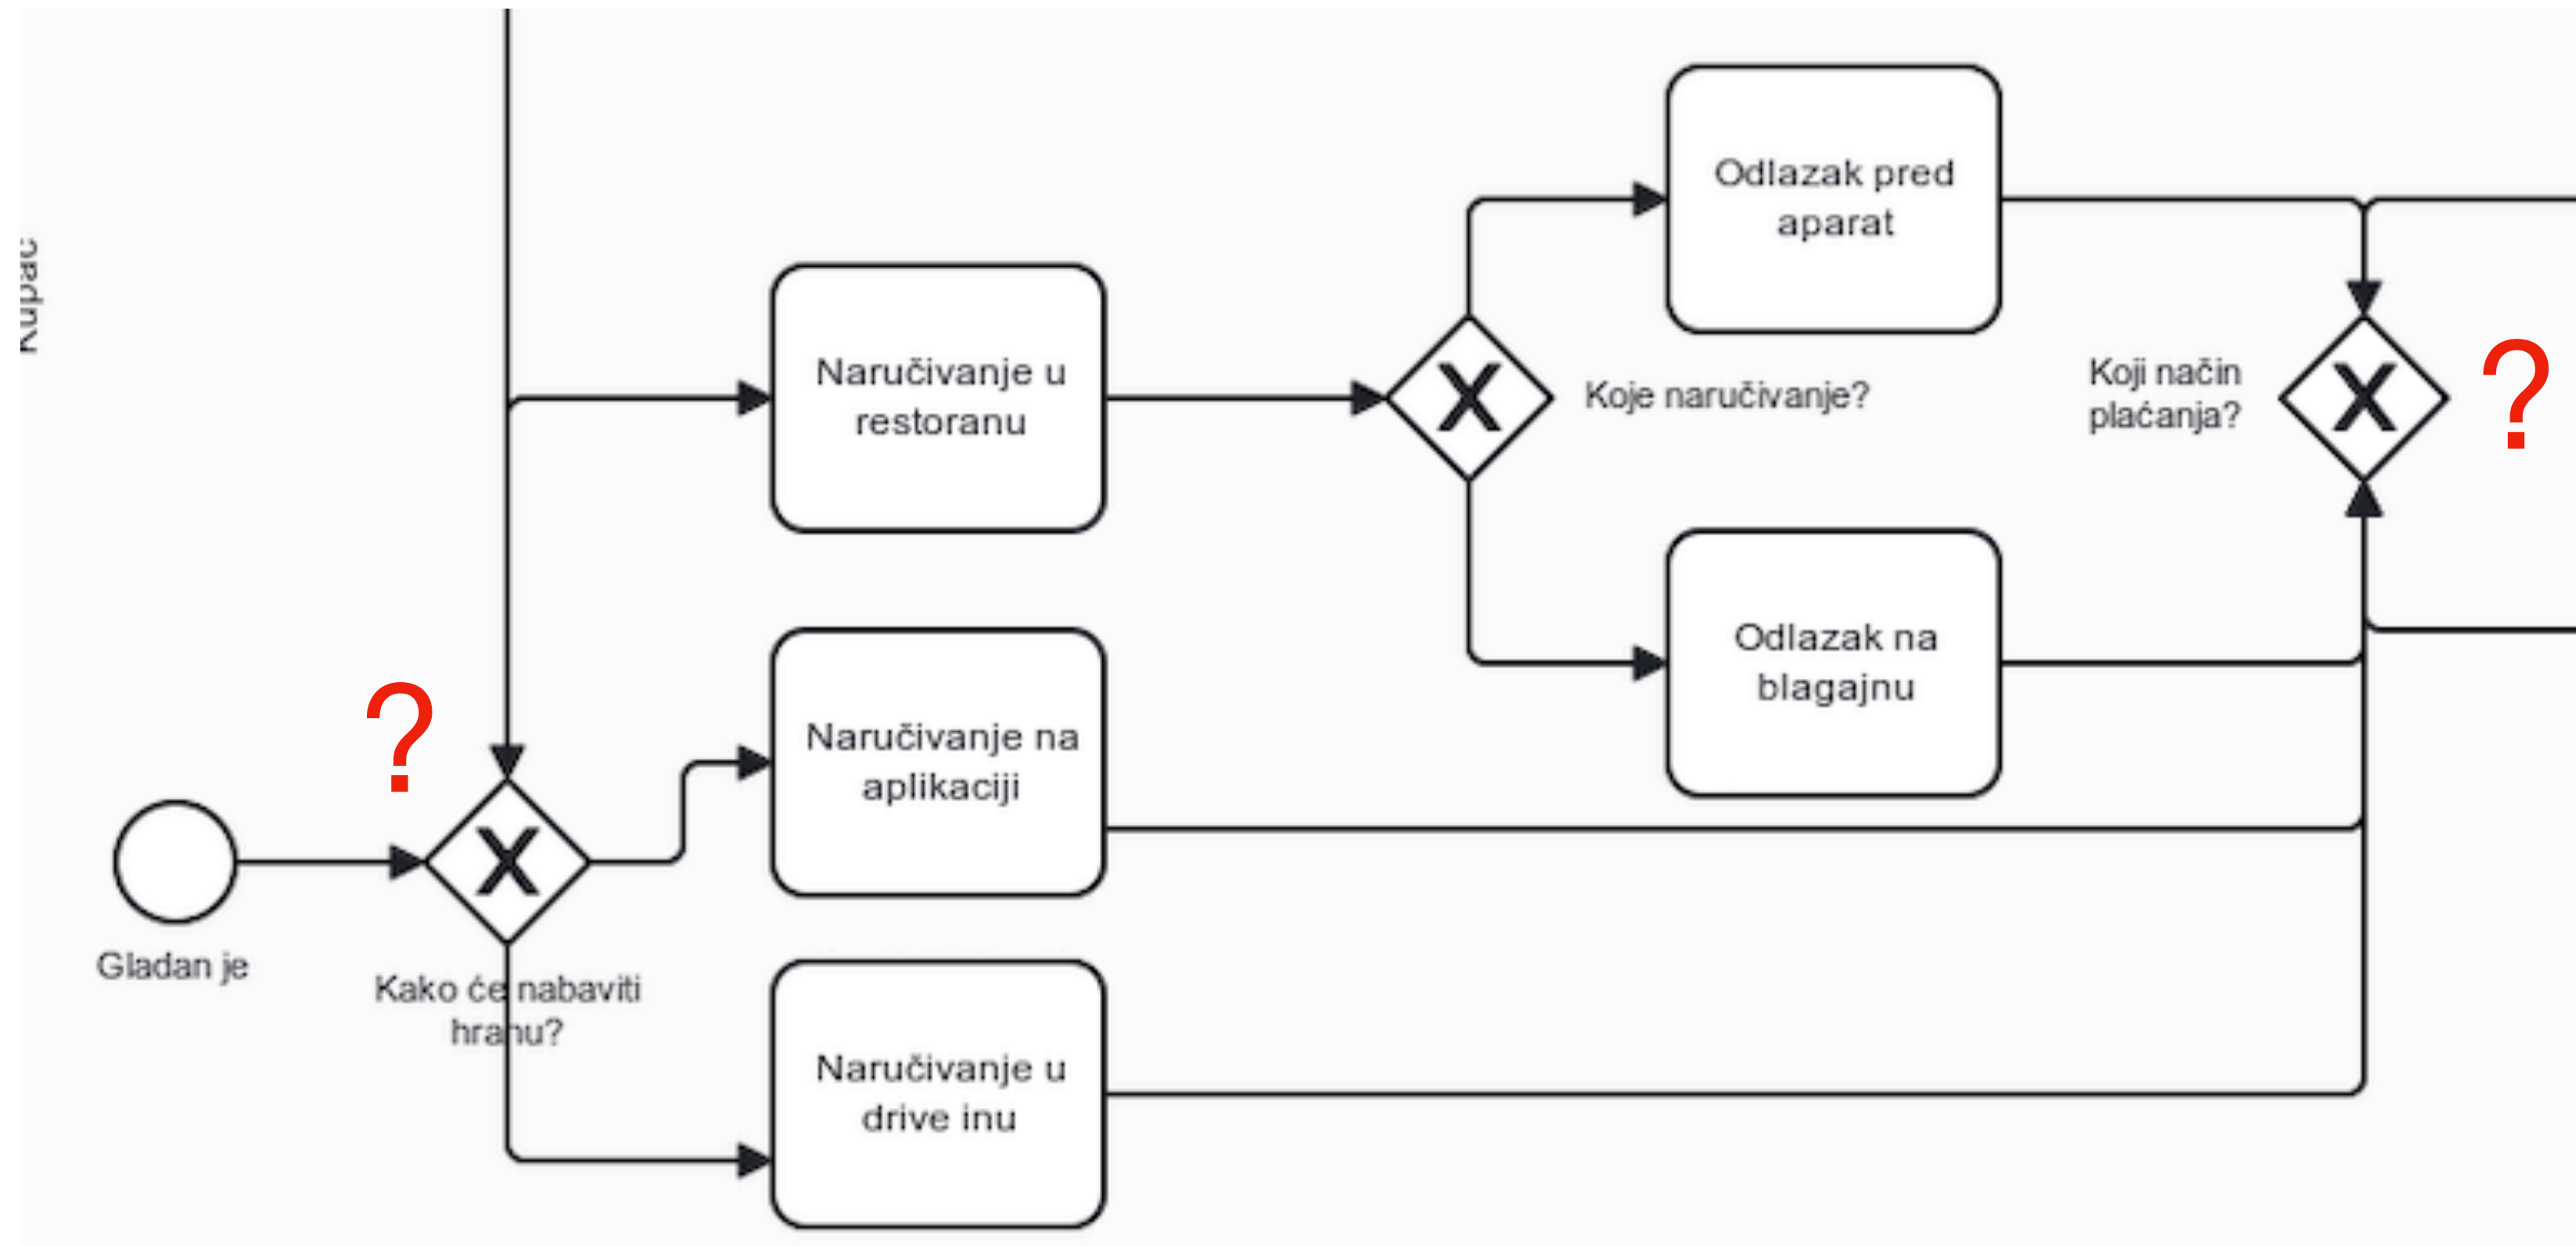 Kupac
Odlazak pred
aparat
Naručivanje u
restoranu
X
Koje naručivanje?
Koji način
plaćanja?
X
?
Odlazak na
blagajnu
?
Naručivanje na
aplikaciji
X
Gladan je
Kako će nabaviti
hranu?
Naručivanje u
drive inu